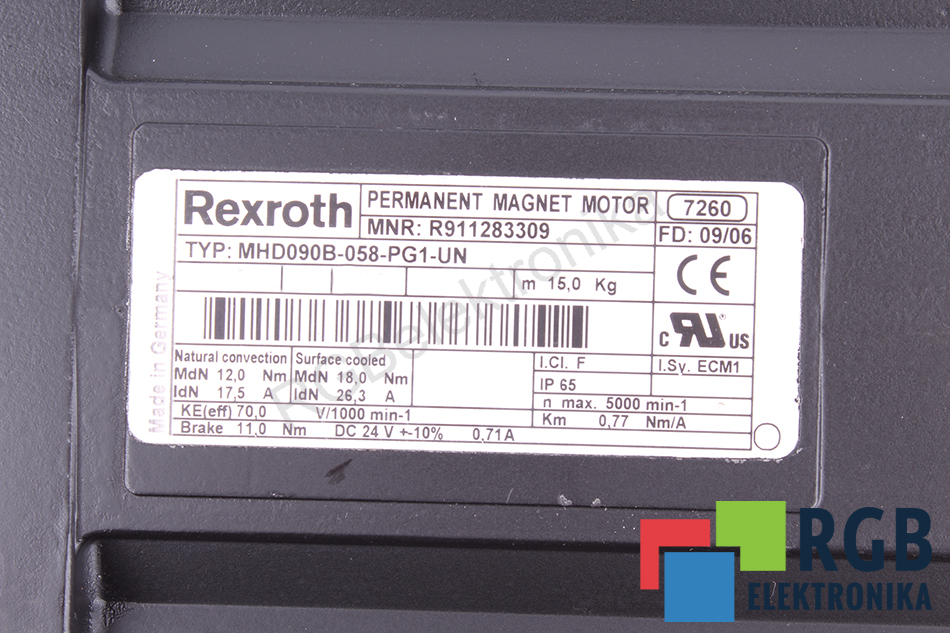 Rexroth PERMANENT MAGNET MOTOR 7260
MNR: R911283309 FD: 09/06
TYP: MHD090B-058-PG1-UN
m 15,0 Kg
CE
c RU US
Made in Germany
Natural convection Surface cooled I.Cl. F I.Sy. ECM1
MdN 12,0 Nm MdN 18,0 Nm IP 65
IdN 17,5 A IdN 26,3 A n max. 5000 min-1
KE(eff) 70,0 V/1000 min-1 Km 0,77 Nm/A
Brake 11,0 Nm DC 24 V +-10% 0,71 A
RGBelektronika
RGB
ELEKTRONIKA